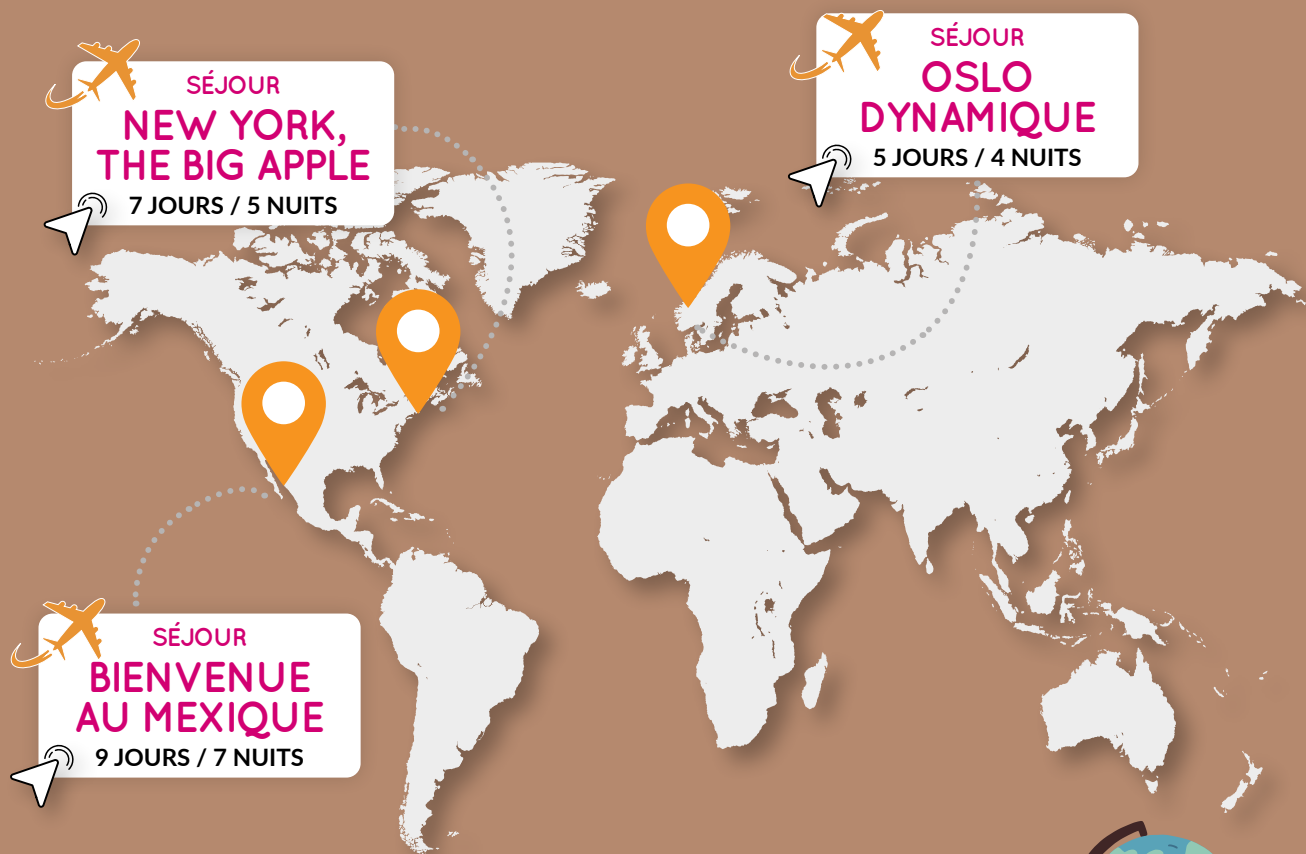 SÉJOUR
NEW YORK,
THE BIG APPLE
7 JOURS / 5 NUITS
SÉJOUR
OSLO
DYNAMIQUE
5 JOURS / 4 NUITS
SÉJOUR
BIENVENUE
AU MEXIQUE
9 JOURS / 7 NUITS